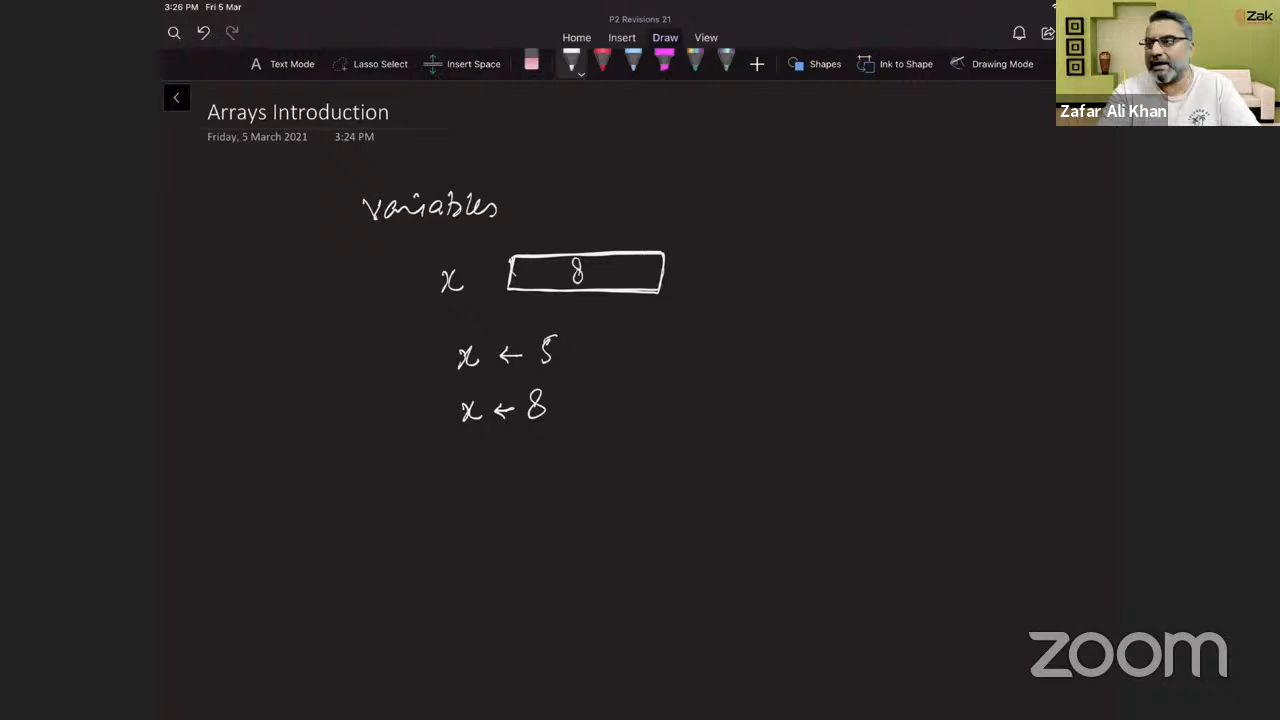 3:26 PM Fri 5 Mar
P2 Revisions 21
Home Insert Draw View
Text Mode Lasso Select Insert Space Shapes Ink to Shape Drawing Mode
Zak
Zafar Ali Khan
Arrays Introduction
Friday, 5 March 2021 3:24 PM
variables
x 8
x ← 5
x ← 8
zoom